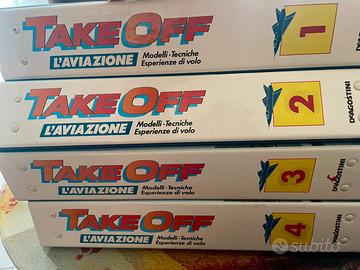 TAKE OFF
L'AVIAZIONE
Modelli · Tecniche
Esperienze di volo
1
TAKE OFF
L'AVIAZIONE
Modelli · Tecniche
Esperienze di volo
2
DEAGOSTINI
TAKE OFF
L'AVIAZIONE
Modelli · Tecniche
Esperienze di volo
3
DEAGOSTINI
TAKE OFF
L'AVIAZIONE
Modelli · Tecniche
Esperienze di volo
4
DEAGOSTINI
subito